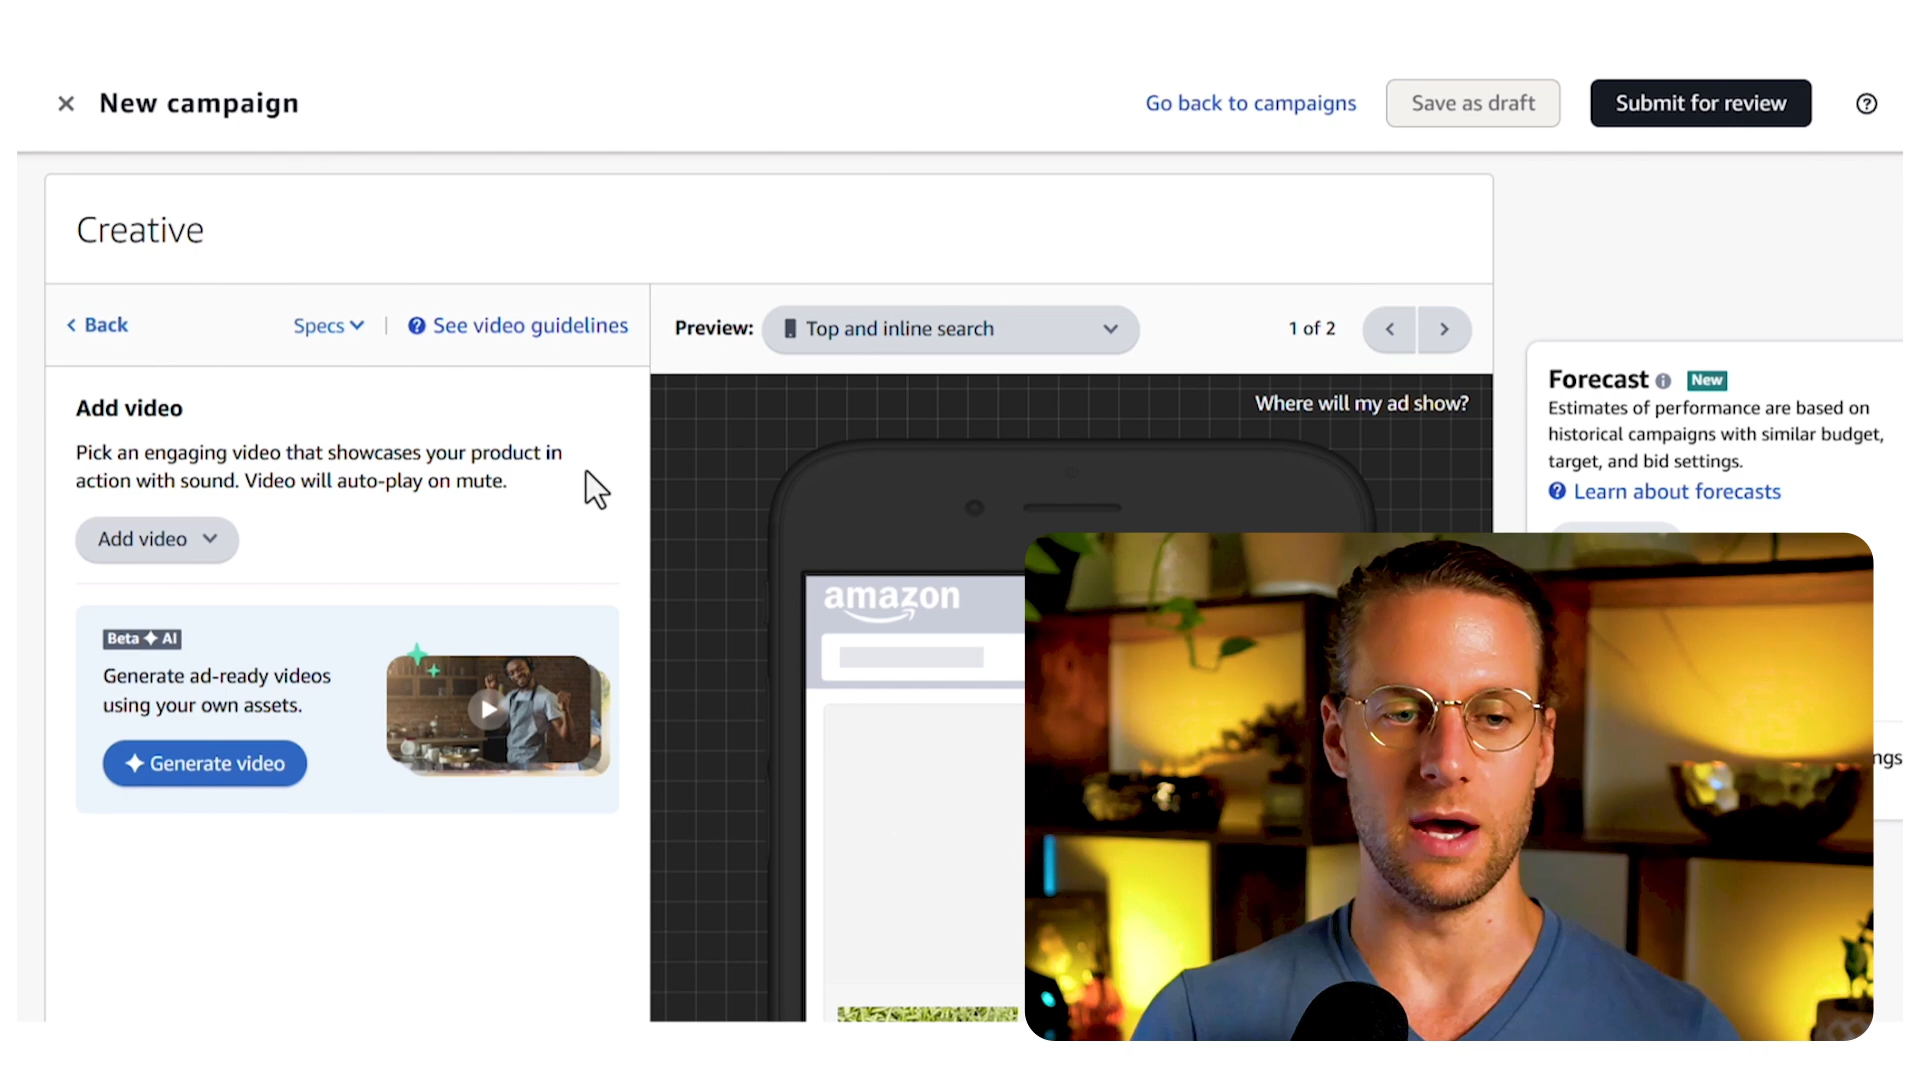 New campaign
Go back to campaigns
Save as draft
Submit for review
Creative
Back
Specs
See video guidelines
Preview:
Top and inline search
1 of 2
Add video
Pick an engaging video that showcases your product in
action with sound. Video will auto-play on mute.
Add video
Beta AI
Generate ad-ready videos
using your own assets.
Generate video
Where will my ad show?
amazon
Forecast
New
Estimates of performance are based on
historical campaigns with similar budget,
target, and bid settings.
Learn about forecasts
ngs